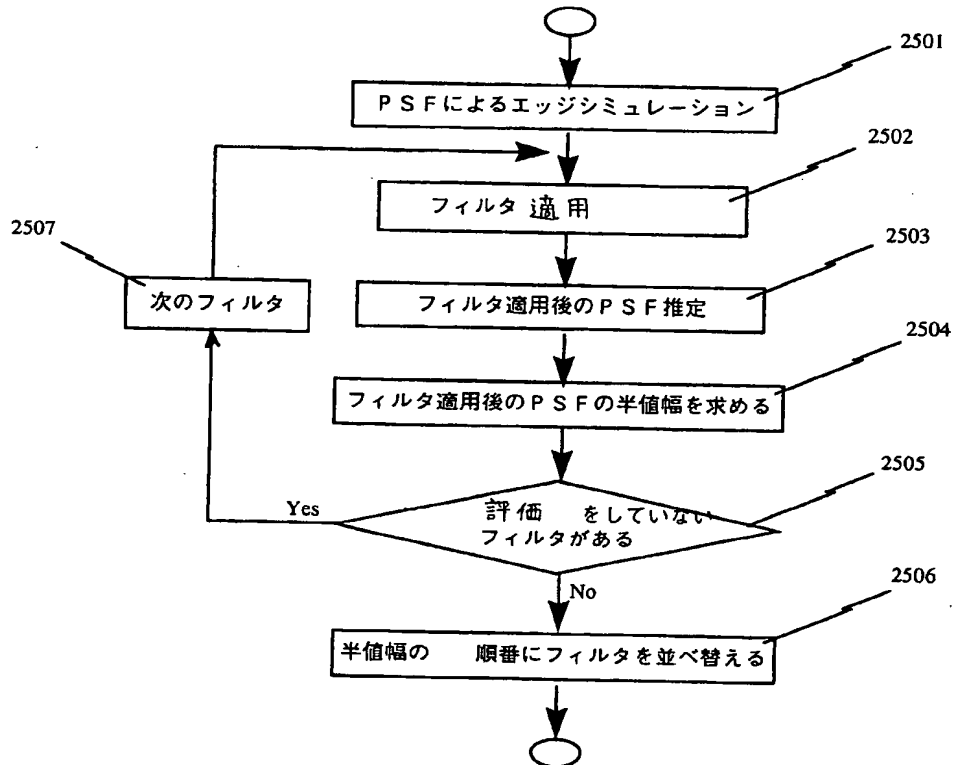 2501
PSFによるエッジシミュレーション
2502
フィルタ 適用
2507
2503
次のフィルタ
フィルタ適用後のPSF推定
2504
フィルタ適用後のPSFの半値幅を求める
2505
Yes
評価 をしていない
フィルタがある
2506
No
半値幅の 順番にフィルタを並べ替える